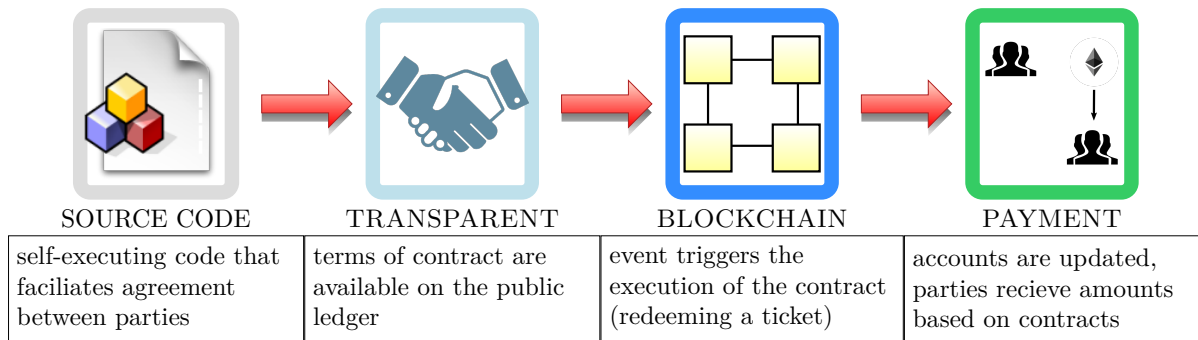 SOURCE CODE
TRANSPARENT
BLOCKCHAIN
PAYMENT
self-executing code that
faciliates agreement
between parties
terms of contract are
available on the public
ledger
event triggers the
execution of the contract
(redeeming a ticket)
accounts are updated,
parties recieve amounts
based on contracts